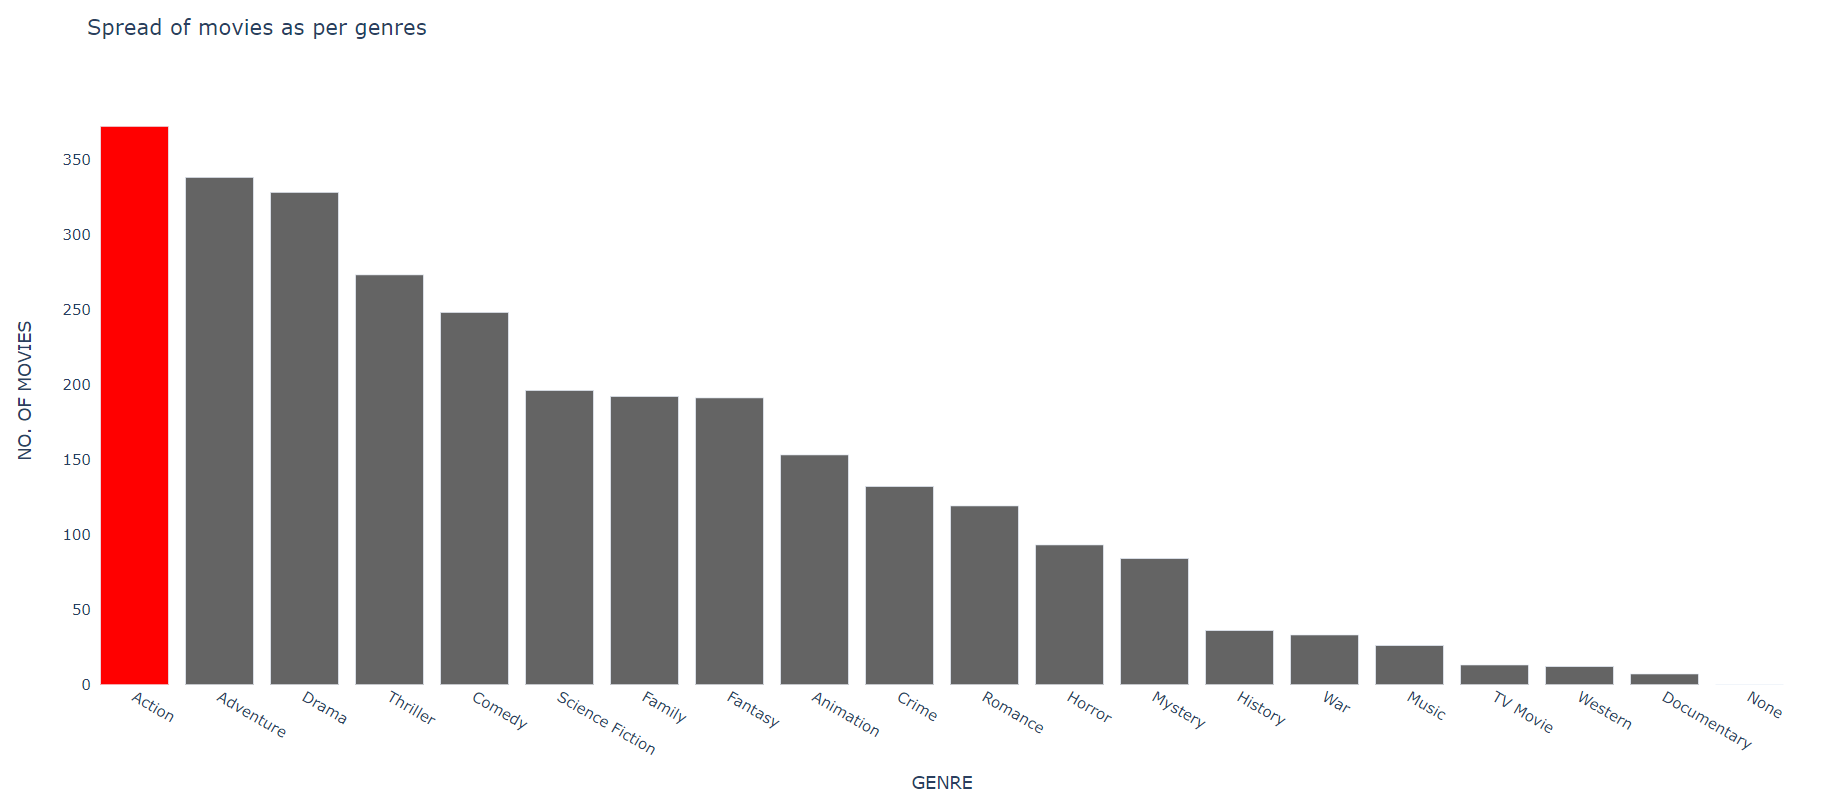 Spread of movies as per genres
350
300
250
200
150
100
50
0
NO. OF MOVIES
Action
Adventure
Drama
Thriller
Comedy
Science Fiction
Family
Fantasy
Animation
Crime
Romance
Horror
Mystery
History
War
Music
TV Movie
Western
Documentary
None
GENRE